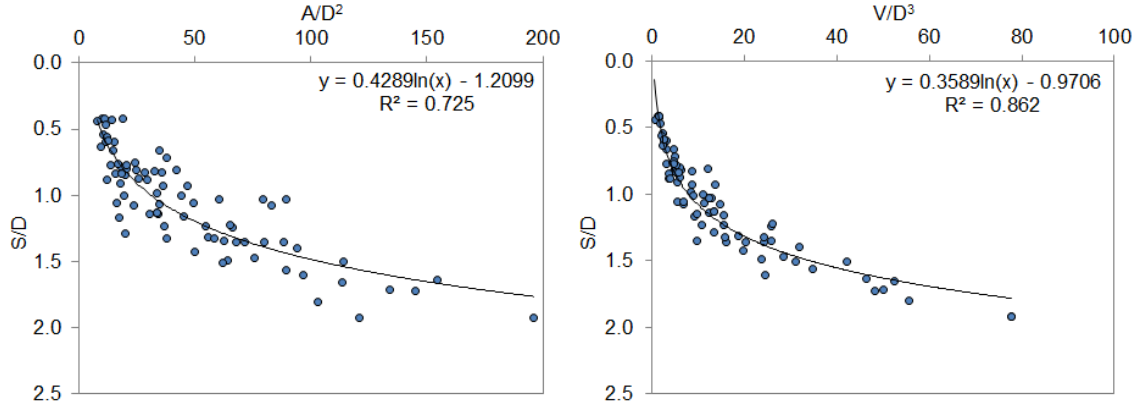 A/D²
0 50 100 150 200
0.0
0.5
1.0
1.5
2.0
2.5
S/D
y = 0.4289ln(x) - 1.2099
R² = 0.725
V/D³
0 20 40 60 80 100
0.0
0.5
1.0
1.5
2.0
2.5
S/D
y = 0.3589ln(x) - 0.9706
R² = 0.862